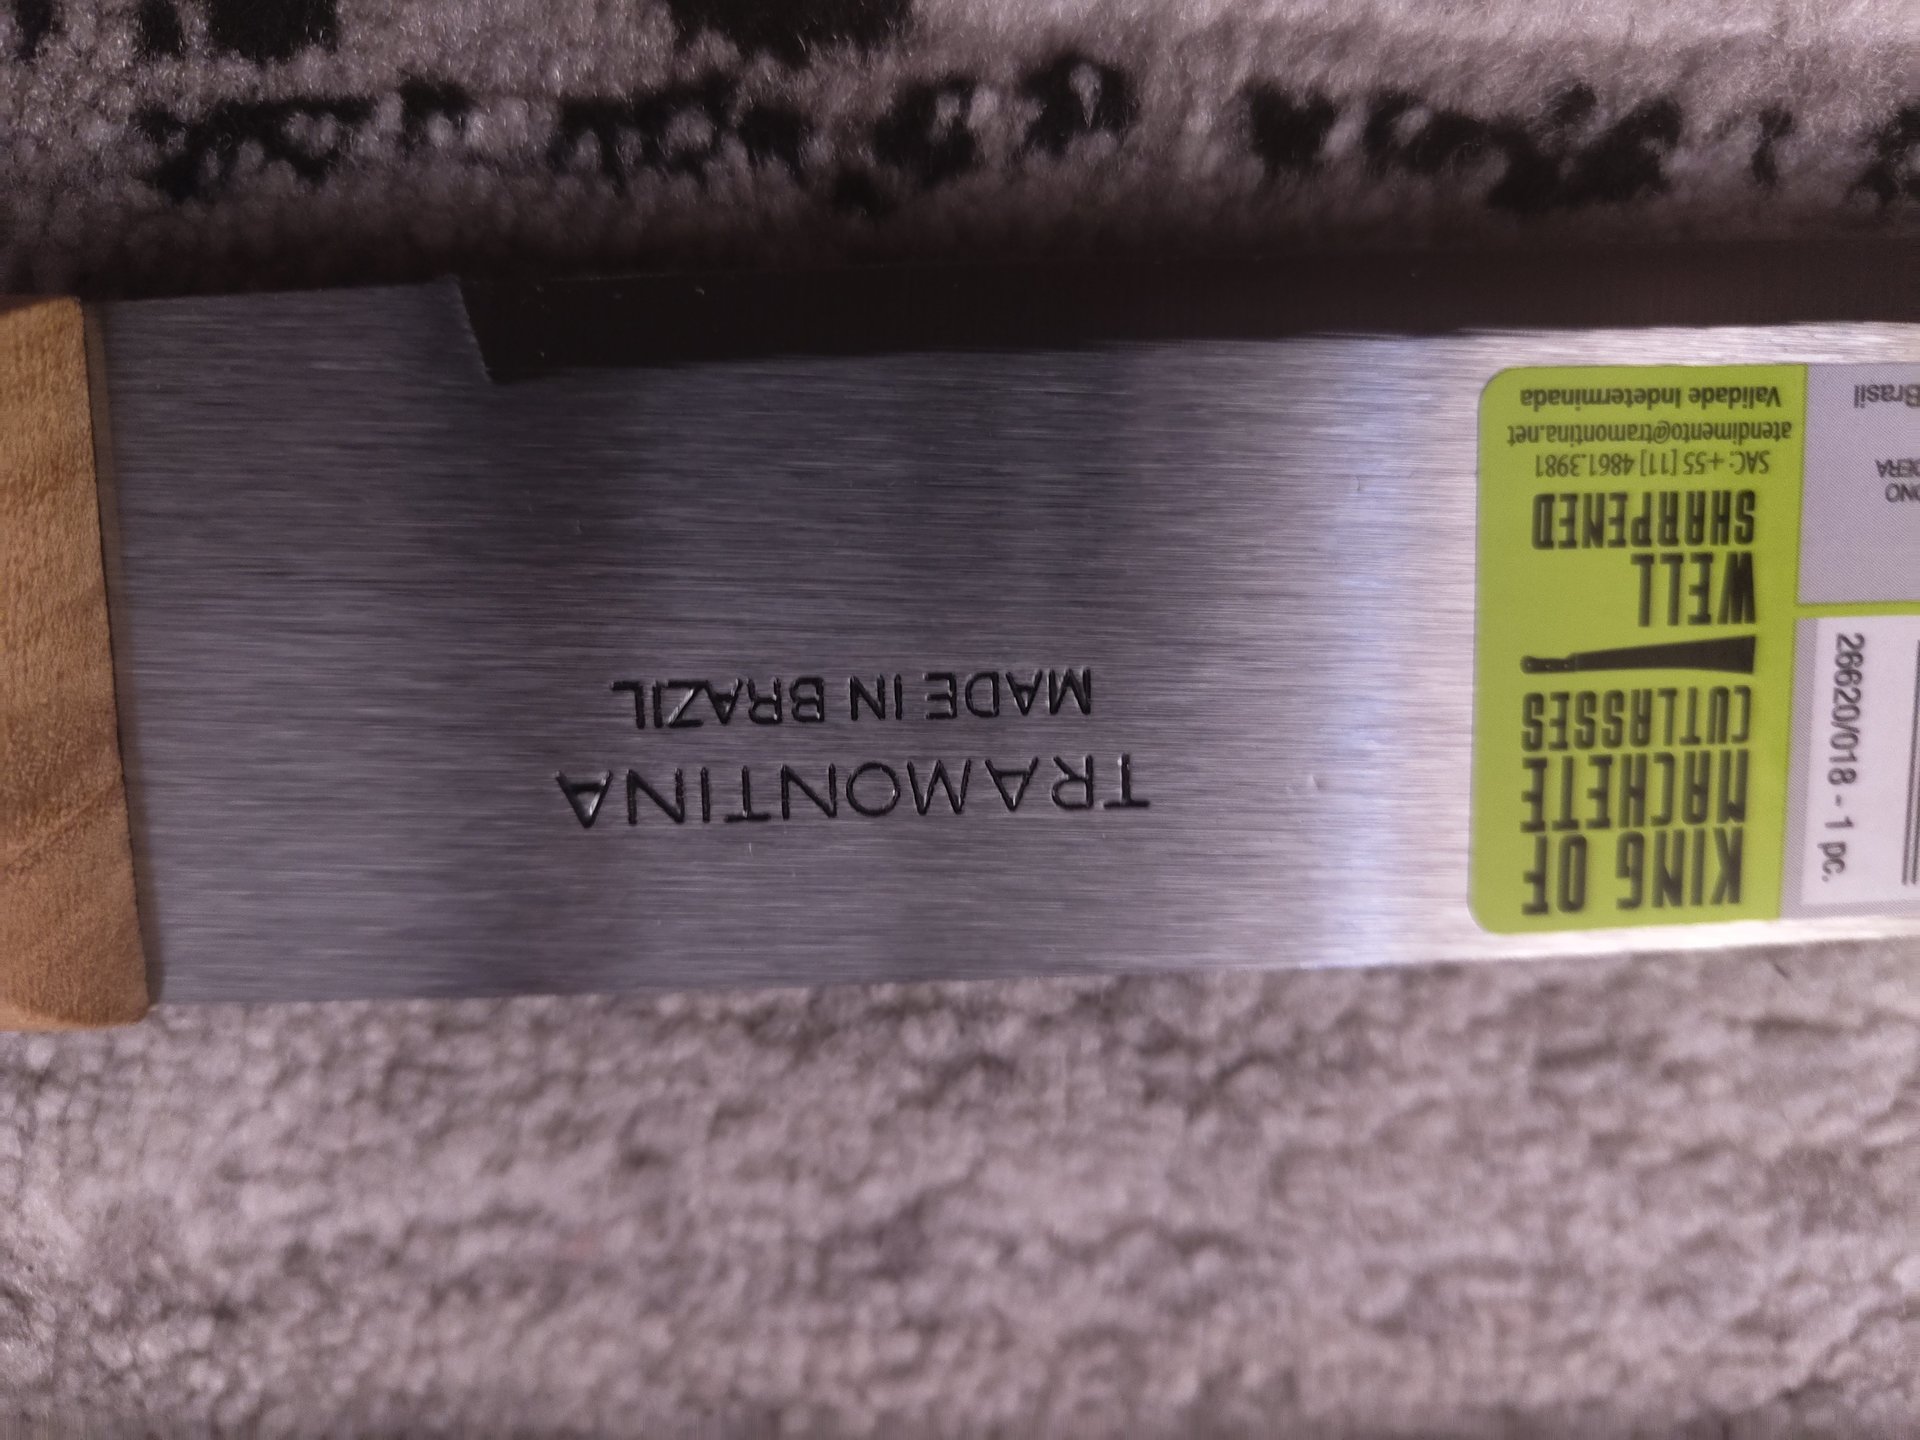 TRAMONTINA
MADE IN BRAZIL
KING OF
MACHETE
CUTLASSES
WELL
SHARPENED
SAC: + 55 [11] 4861.3981
atendimento@tramontina.net
Validade Indeterminada
26620/018 - 1 pc.
Brasil